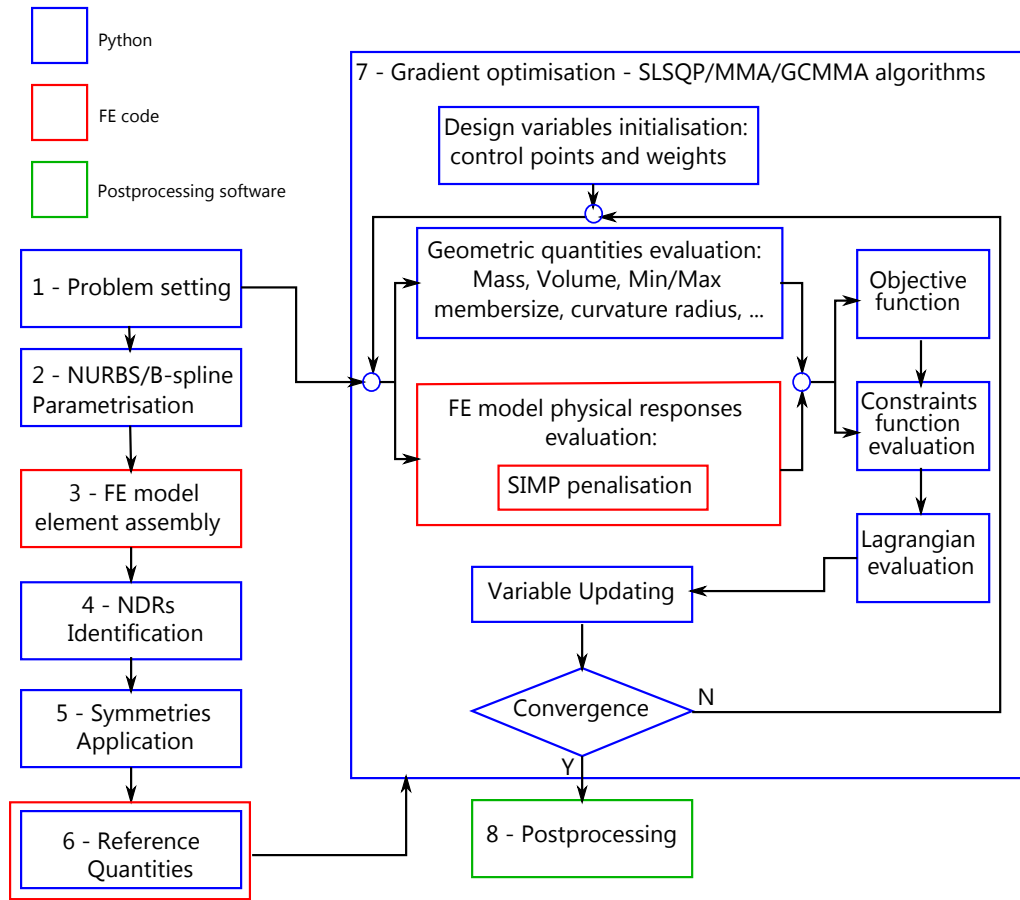 Python
FE code
Postprocessing software
1 - Problem setting
2 - NURBS/B-spline
Parametrisation
3 - FE model
element assembly
4 - NDRs
Identification
5 - Symmetries
Application
6 - Reference
Quantities
7 - Gradient optimisation - SLSQP/MMA/GCMMA algorithms
Design variables initialisation:
control points and weights
Geometric quantities evaluation:
Mass, Volume, Min/Max
membersize, curvature radius, ...
FE model physical responses
evaluation:
SIMP penalisation
Objective
function
Constraints
function
evaluation
Lagrangian
evaluation
Variable Updating
Convergence
N
Y
8 - Postprocessing